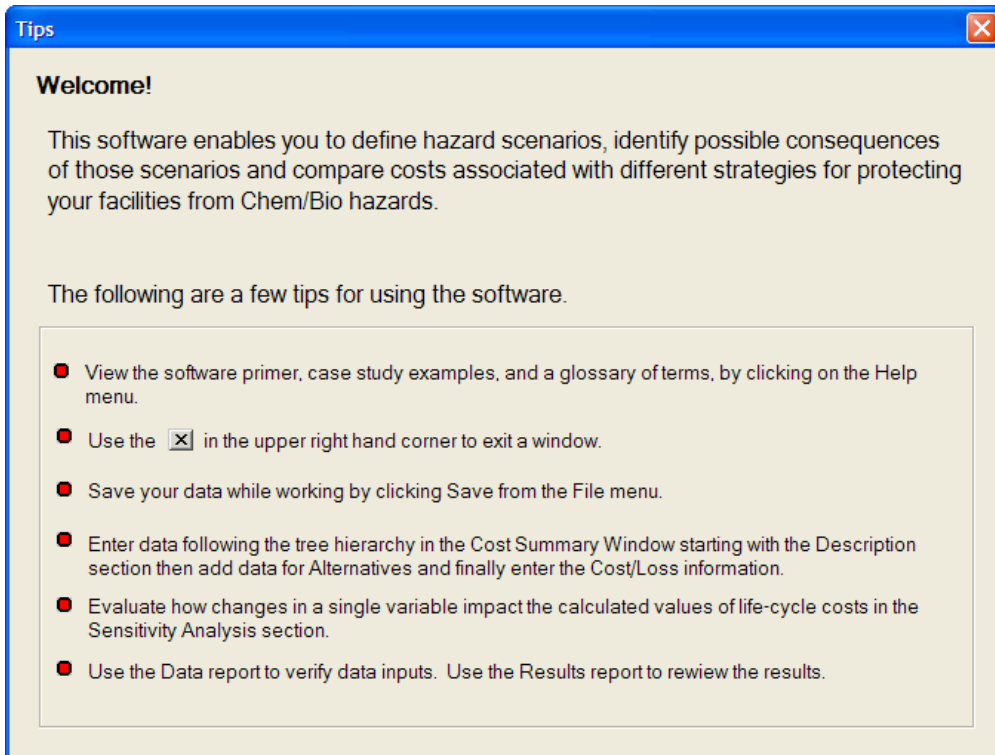 Tips
Welcome!
This software enables you to define hazard scenarios, identify possible consequences
of those scenarios and compare costs associated with different strategies for protecting
your facilities from Chem/Bio hazards.
The following are a few tips for using the software.
View the software primer, case study examples, and a glossary of terms, by clicking on the Help
menu.
Use the X in the upper right hand corner to exit a window.
Save your data while working by clicking Save from the File menu.
Enter data following the tree hierarchy in the Cost Summary Window starting with the Description
section then add data for Alternatives and finally enter the Cost/Loss information.
Evaluate how changes in a single variable impact the calculated values of life-cycle costs in the
Sensitivity Analysis section.
Use the Data report to verify data inputs.  Use the Results report to rewiew the results.